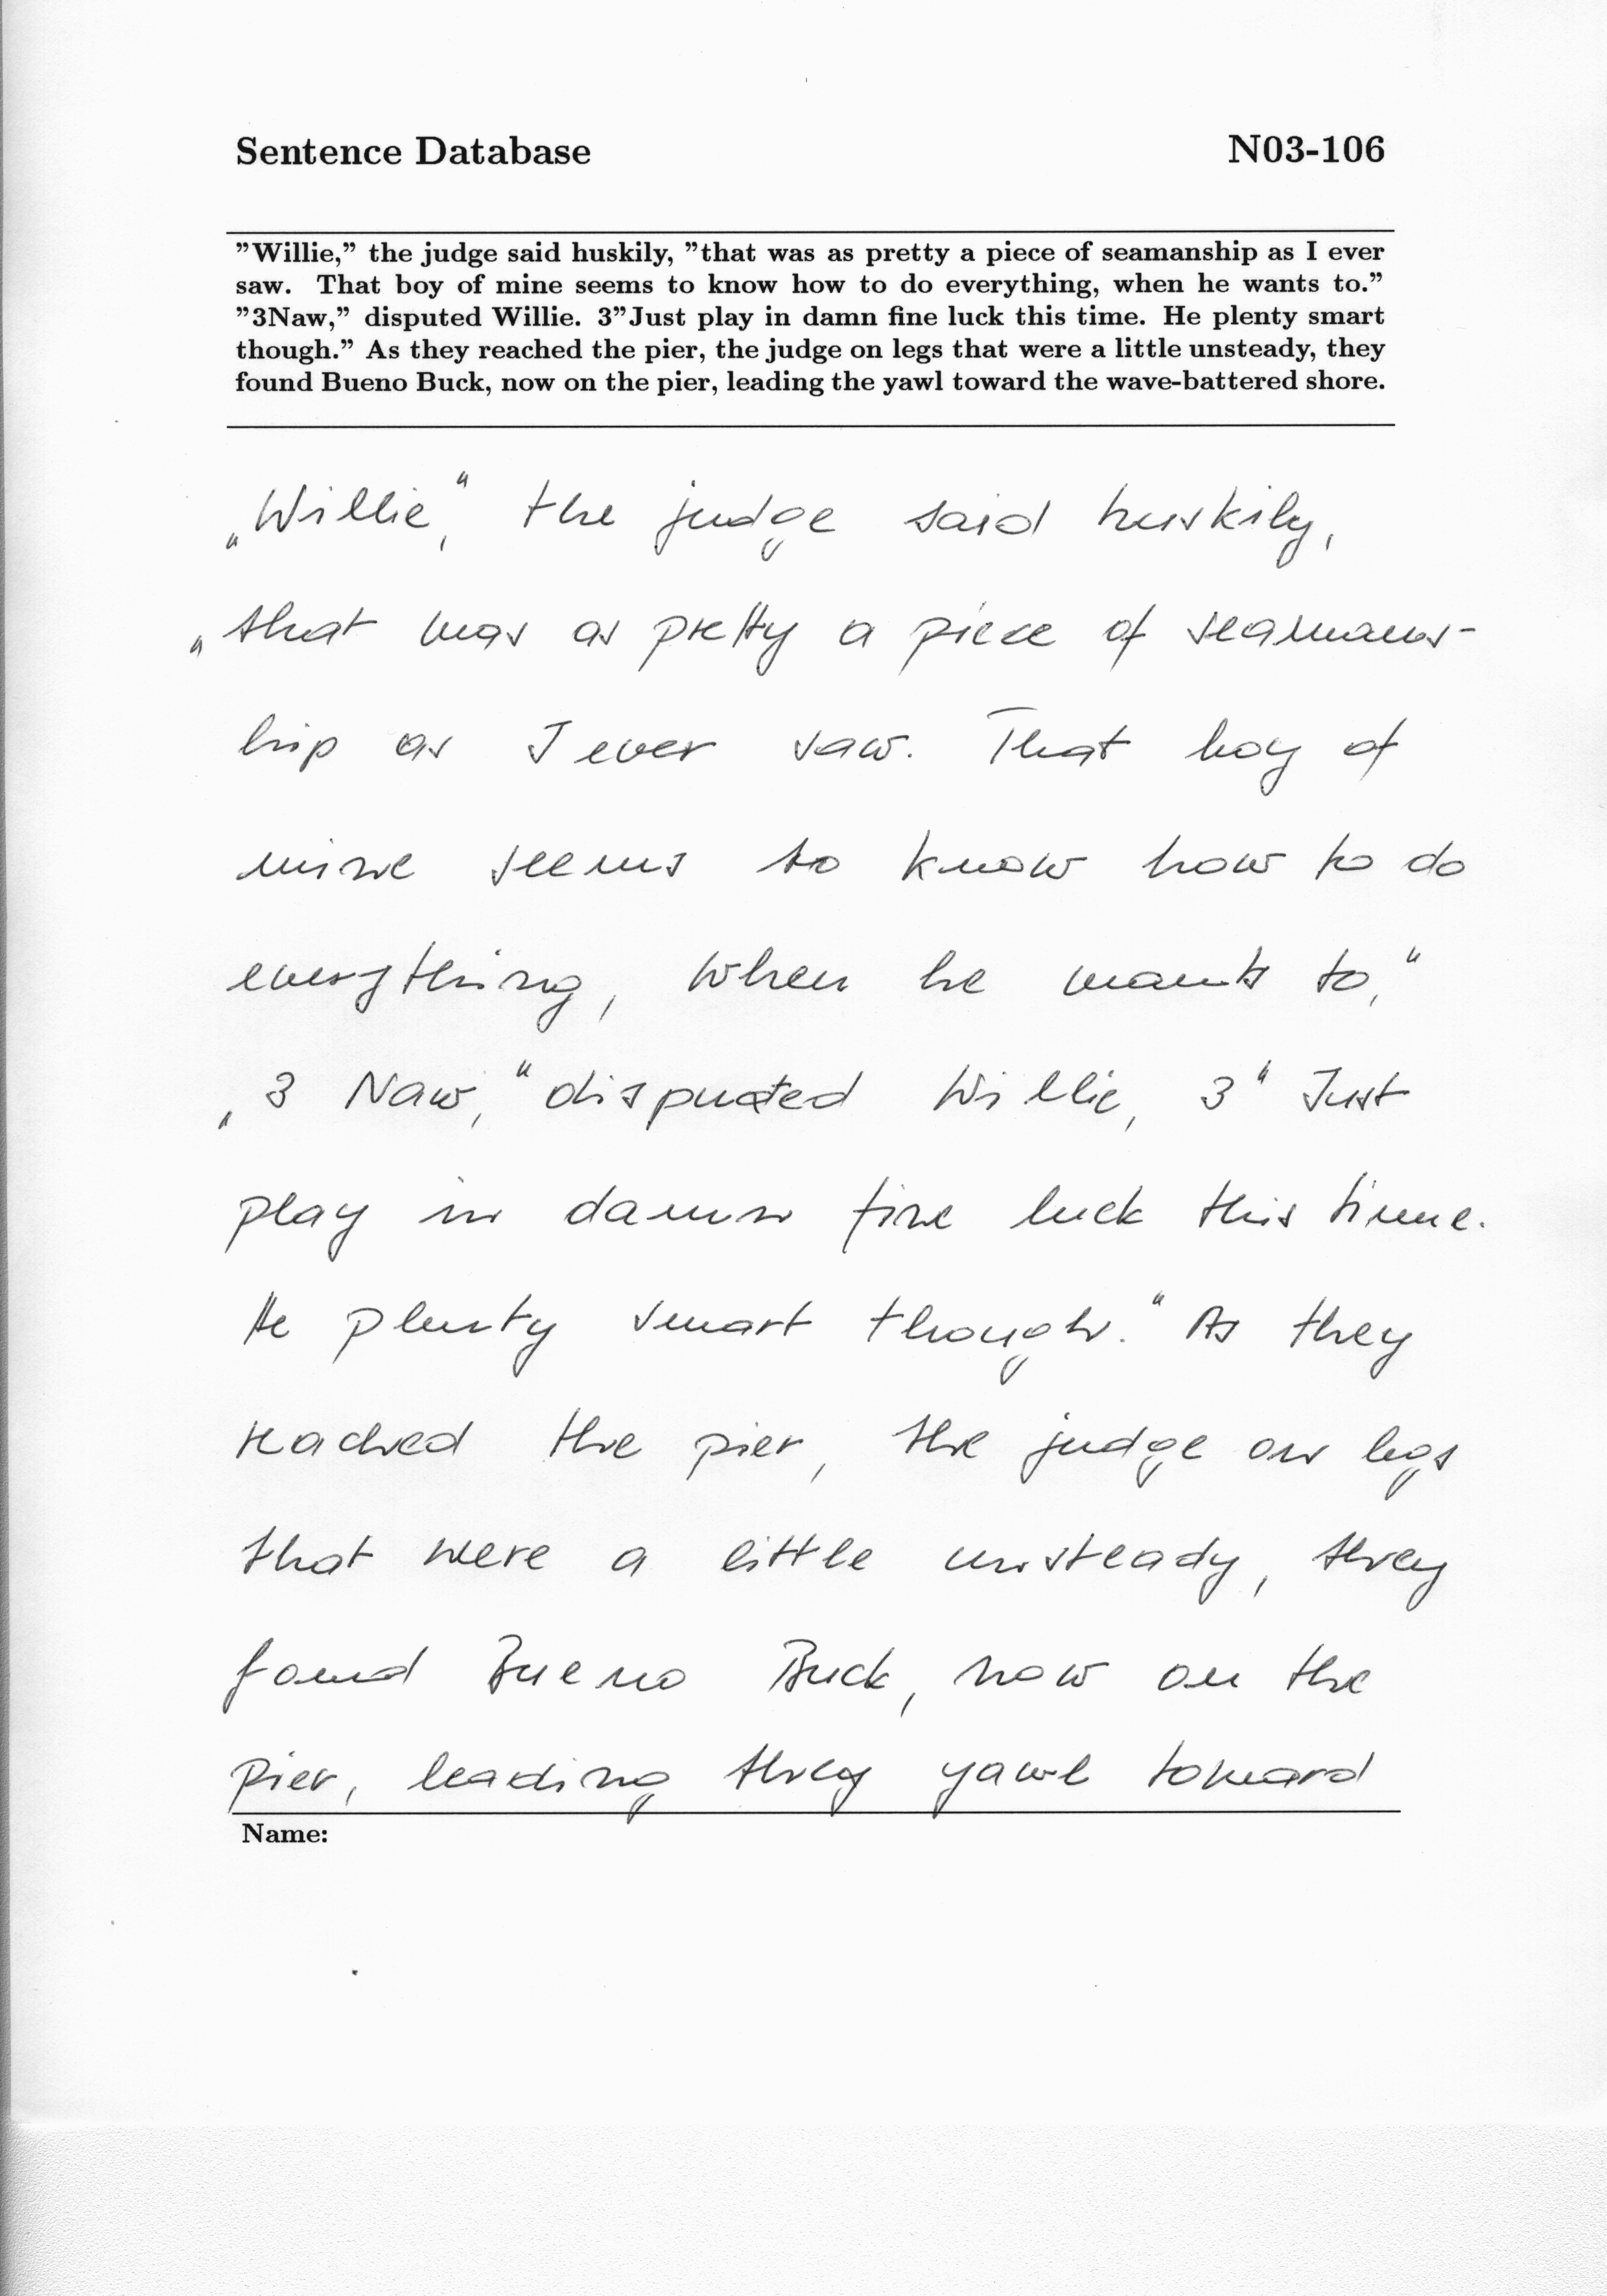 Sentence Database N03-106
”Willie,” the judge said huskily, ”that was as pretty a piece of seamanship as I ever
saw. That boy of mine seems to know how to do everything, when he wants to.”
”3Naw,” disputed Willie. 3”Just play in damn fine luck this time. He plenty smart
though.” As they reached the pier, the judge on legs that were a little unsteady, they
found Bueno Buck, now on the pier, leading the yawl toward the wave-battered shore.
„Willie,“ the judge said huskily,
„that was as pretty a piece of seamans-
hip as I ever saw. That boy of
mine seems to know how to do
everything, when he wants to,“
„3 Naw,“ disputed Willie, 3“ Just
play in damn fine luck this time.
He plenty smart though.“ As they
reached the pier, the judge on legs
that were a little unsteady, they
found Bueno Buck, now on the
pier, leading they yawl toward
Name: